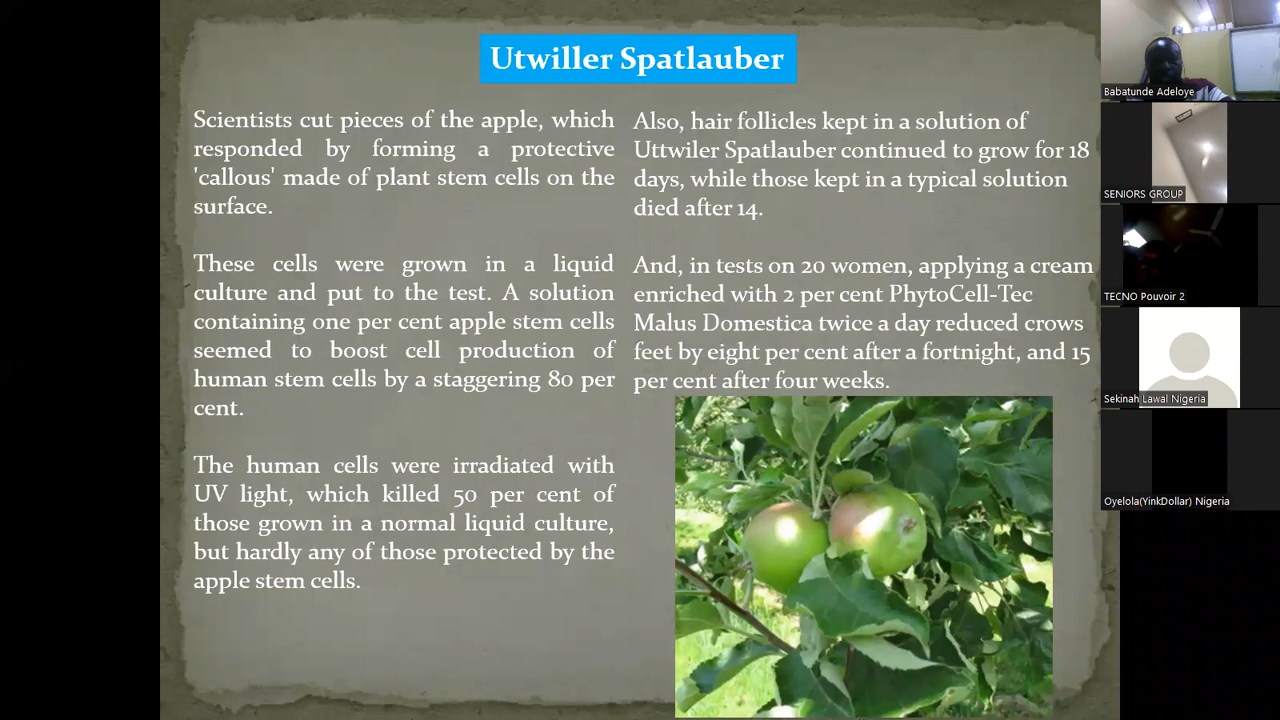 Utwiller Spatlauber
Scientists cut pieces of the apple, which
responded by forming a protective
'callous' made of plant stem cells on the
surface.
These cells were grown in a liquid
culture and put to the test. A solution
containing one per cent apple stem cells
seemed to boost cell production of
human stem cells by a staggering 80 per
cent.
The human cells were irradiated with
UV light, which killed 50 per cent of
those grown in a normal liquid culture,
but hardly any of those protected by the
apple stem cells.
Also, hair follicles kept in a solution of
Uttwiler Spatlauber continued to grow for 18
days, while those kept in a typical solution
died after 14.
And, in tests on 20 women, applying a cream
enriched with 2 per cent PhytoCell-Tec
Malus Domestica twice a day reduced crows
feet by eight per cent after a fortnight, and 15
per cent after four weeks.
Babatunde Adeloye
SENIORS GROUP
TECNO Pouvoir 2
Sekinah Lawal Nigeria
Oyelola(YinkDollar) Nigeria